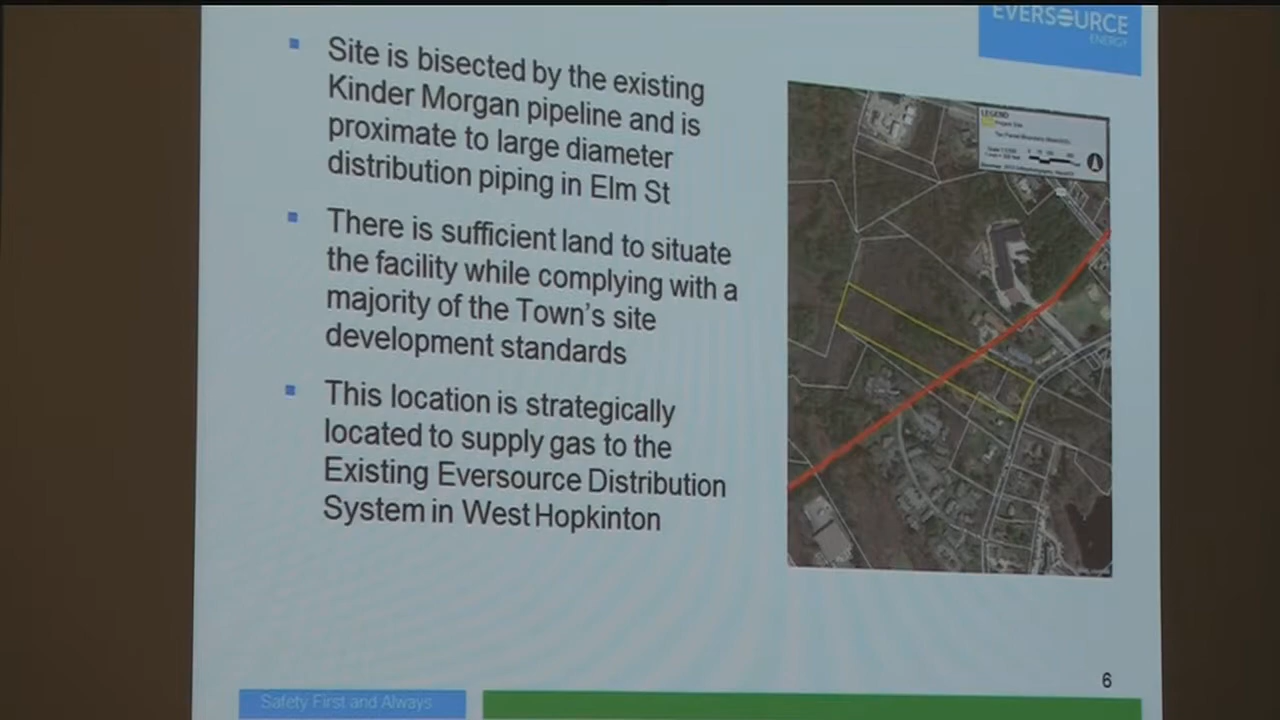 EVERSOURCE
ENERGY
Site is bisected by the existing
Kinder Morgan pipeline and is
proximate to large diameter
distribution piping in Elm St
There is sufficient land to situate
the facility while complying with a
majority of the Town's site
development standards
This location is strategically
located to supply gas to the
Existing Eversource Distribution
System in West Hopkinton
LEGEND
Project Site
6
Safety First and Always